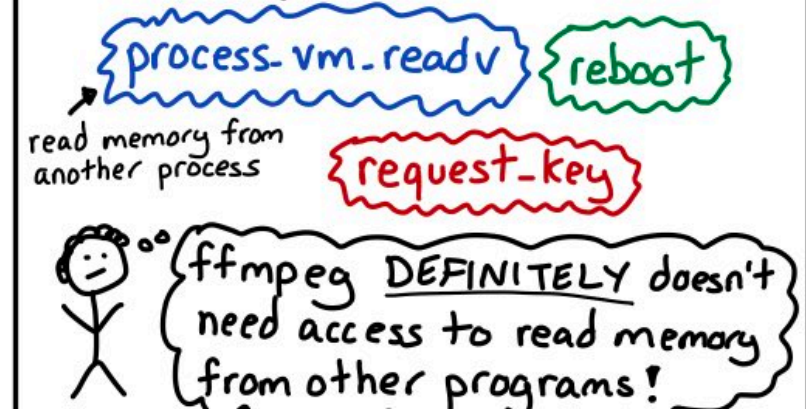 process_vm_readv
reboot
read memory from
another process
request_key
ffmpeg DEFINITELY doesn't
need access to read memory
from other programs!